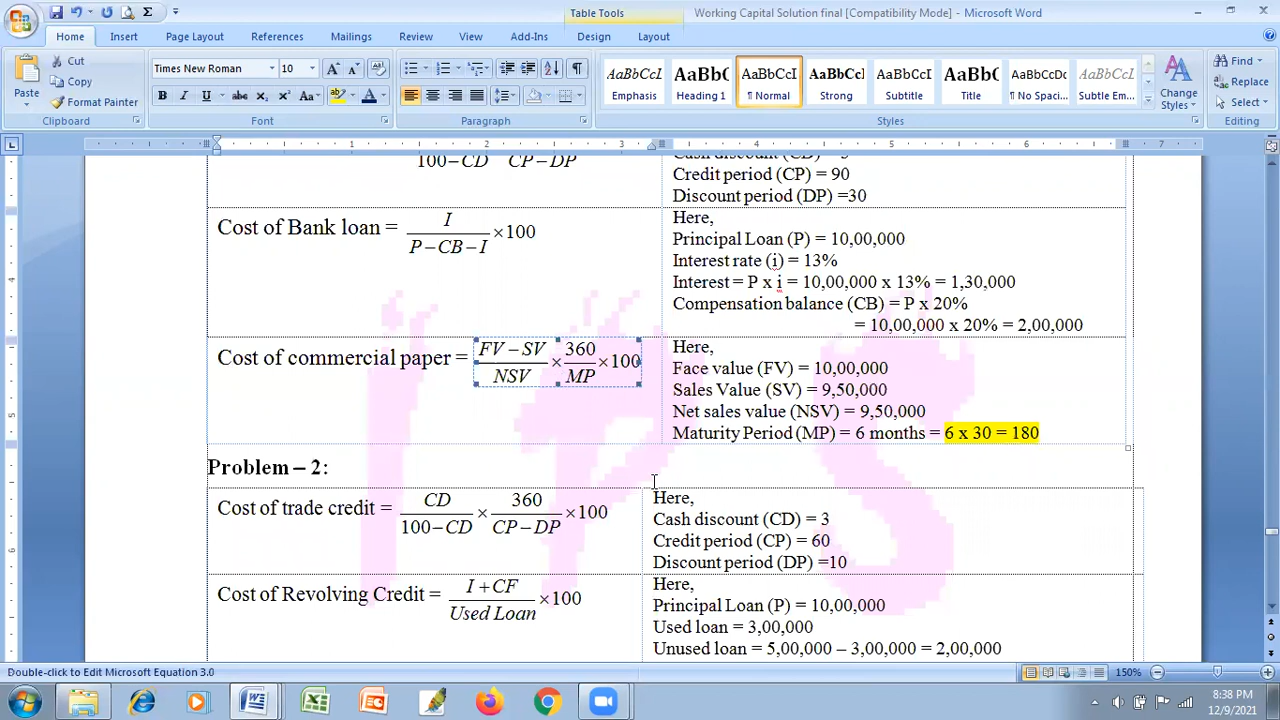 Table Tools
Working Capital Solution final [Compatibility Mode] - Microsoft Word
Home Insert Page Layout References Mailings Review View Add-Ins Design Layout
Paste
Cut
Copy
Format Painter
Clipboard
Times New Roman 10
Font
Paragraph
AaBbCcI AaBbCc AaBbCcI AaBbCcI AaBbCcI AaBbCc AaBbCcDc AaBbCcI
Emphasis Heading 1 ¶ Normal Strong Subtitle Title ¶ No Spaci... Subtle Em...
Change Styles
Styles
Find
Replace
Select
Editing
1 2 3 4 5 6 7
100−CD CP−DP
Credit period (CP) = 90
Discount period (DP) =30
Cost of Bank loan = I / P−CB−I ×100
Here,
Principal Loan (P) = 10,00,000
Interest rate (i) = 13%
Interest = P x i = 10,00,000 x 13% = 1,30,000
Compensation balance (CB) = P x 20%
= 10,00,000 x 20% = 2,00,000
Cost of commercial paper = FV−SV / NSV × 360 / MP ×100
Here,
Face value (FV) = 10,00,000
Sales Value (SV) = 9,50,000
Net sales value (NSV) = 9,50,000
Maturity Period (MP) = 6 months = 6 x 30 = 180
Problem – 2:
Cost of trade credit = CD / 100−CD × 360 / CP−DP ×100
Here,
Cash discount (CD) = 3
Credit period (CP) = 60
Discount period (DP) =10
Cost of Revolving Credit = I+CF / Used Loan ×100
Here,
Principal Loan (P) = 10,00,000
Used loan = 3,00,000
Unused loan = 5,00,000 – 3,00,000 = 2,00,000
Double-click to Edit Microsoft Equation 3.0
150%
8:38 PM
12/9/2021